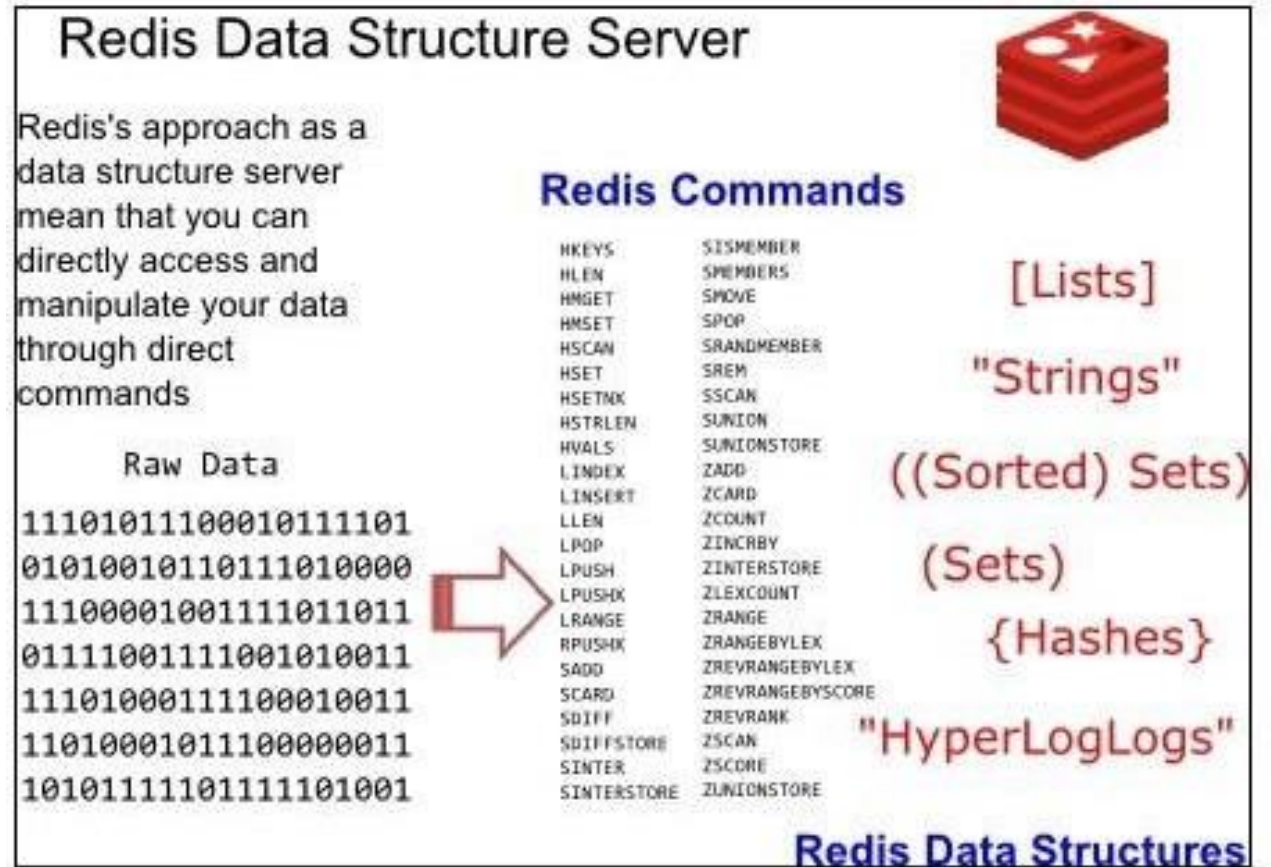 Redis Data Structure Server
Redis's approach as a
data structure server
mean that you can
directly access and
manipulate your data
through direct
commands
Raw Data
11101011100010111101
01010010110111010000
11100001001111011011
01111001111001010011
11101000111100010011
11010001011100000011
10101111101111101001
Redis Commands
HKEYS
HLEN
HMGET
HMSET
HSCAN
HSET
HSETNX
HSTRLEN
HVALS
LINDEX
LINSERT
LLEN
LPOP
LPUSH
LPUSHX
LRANGE
RPUSHX
SADD
SCARD
SDIFF
SDIFFSTORE
SINTER
SINTERSTORE
SISMEMBER
SMEMBERS
SMOVE
SPOP
SRANDMEMBER
SREM
SSCAN
SUNION
SUNIONSTORE
ZADD
ZCARD
ZCOUNT
ZINCRBY
ZINTERSTORE
ZLEXCOUNT
ZRANGE
ZRANGEBYLEX
ZREVRANGEBYLEX
ZREVRANGEBYSCORE
ZREVRANK
ZSCAN
ZSCORE
ZUNIONSTORE
[Lists]
"Strings"
((Sorted) Sets)
(Sets)
{Hashes}
"HyperLogLogs"
Redis Data Structures